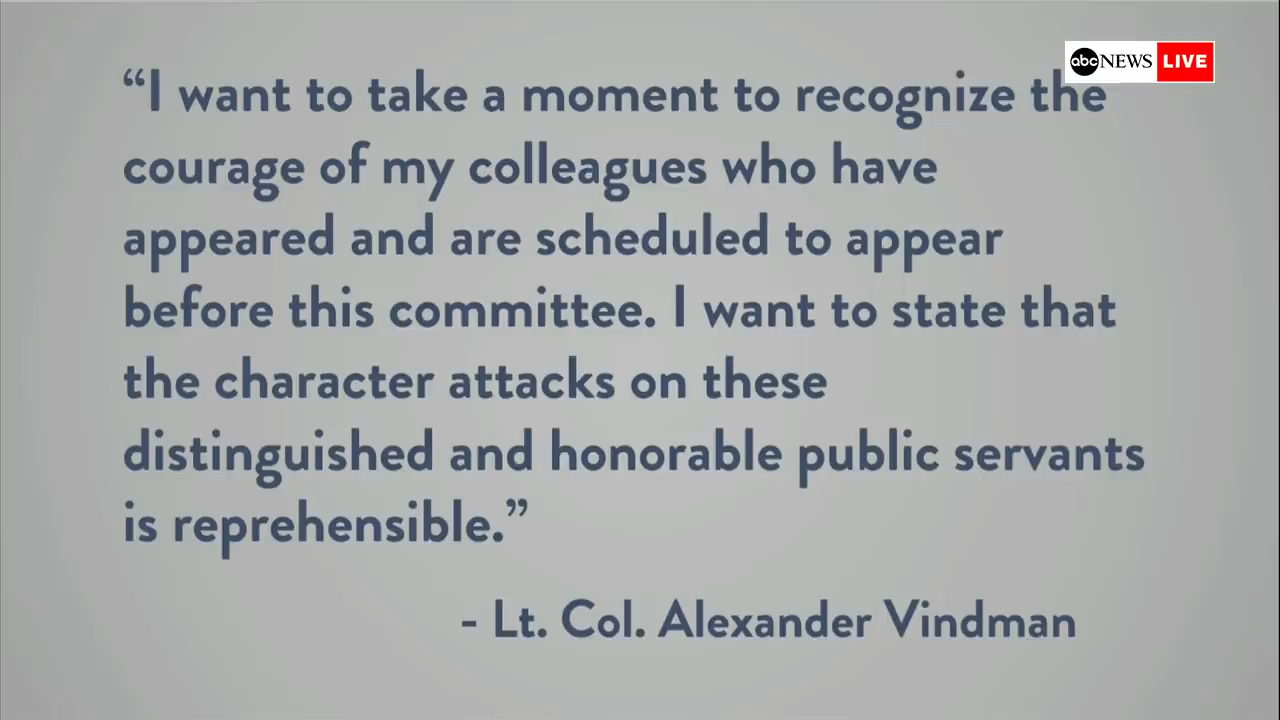 abc NEWS LIVE
“I want to take a moment to recognize the
courage of my colleagues who have
appeared and are scheduled to appear
before this committee. I want to state that
the character attacks on these
distinguished and honorable public servants
is reprehensible.”
- Lt. Col. Alexander Vindman